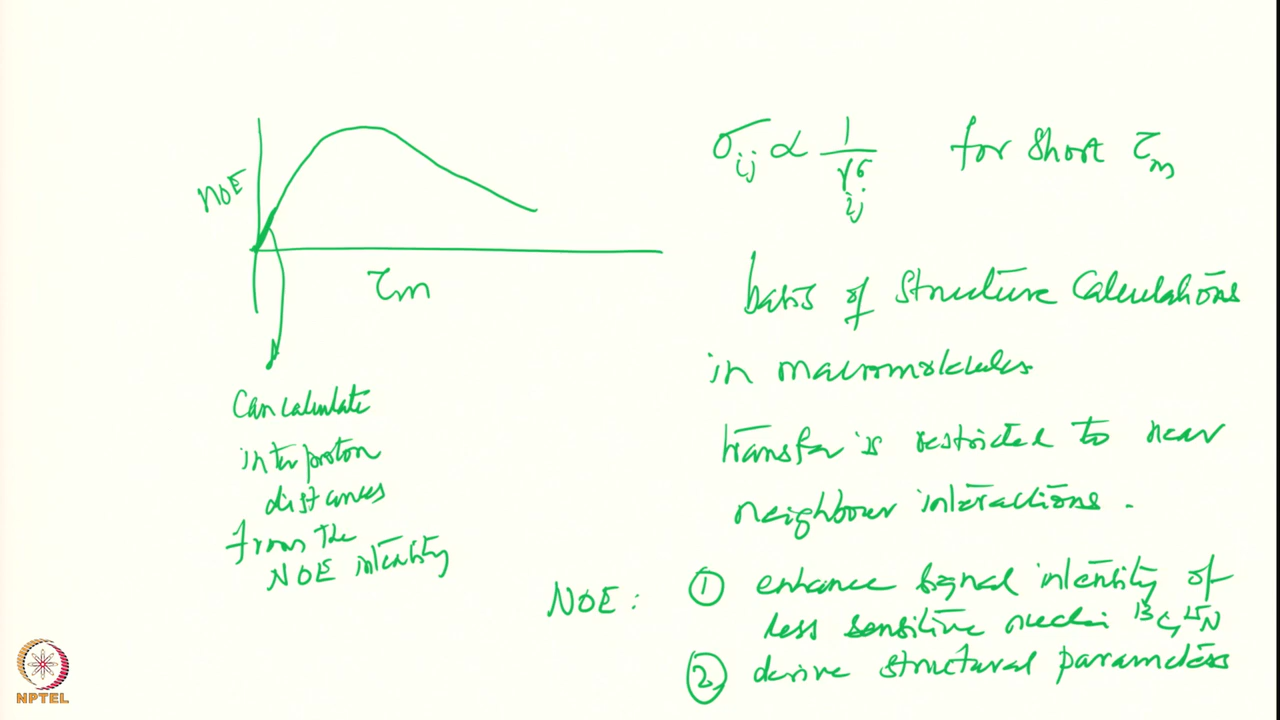 NOE
τm
Can calculate
interproton
distances
from the
NOE intensity
σij ∝ 1/r⁶ij for short τm
basis of structure calculations
in macromolecules.
transfer is restricted to near
neighbour interactions.
NOE: ① enhance signal intensity of
less sensitive nuclei ¹³C, ¹⁵N
② derive structural parameters
NPTEL